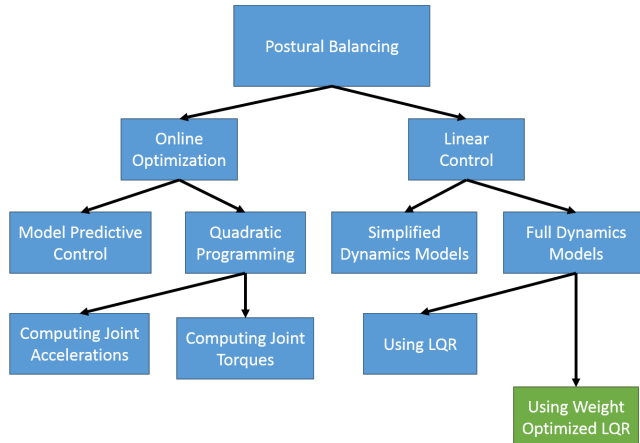 Postural Balancing
Online
Optimization
Linear
Control
Model Predictive
Control
Quadratic
Programming
Simplified
Dynamics Models
Full Dynamics
Models
Computing Joint
Accelerations
Computing Joint
Torques
Using LQR
Using Weight
Optimized LQR